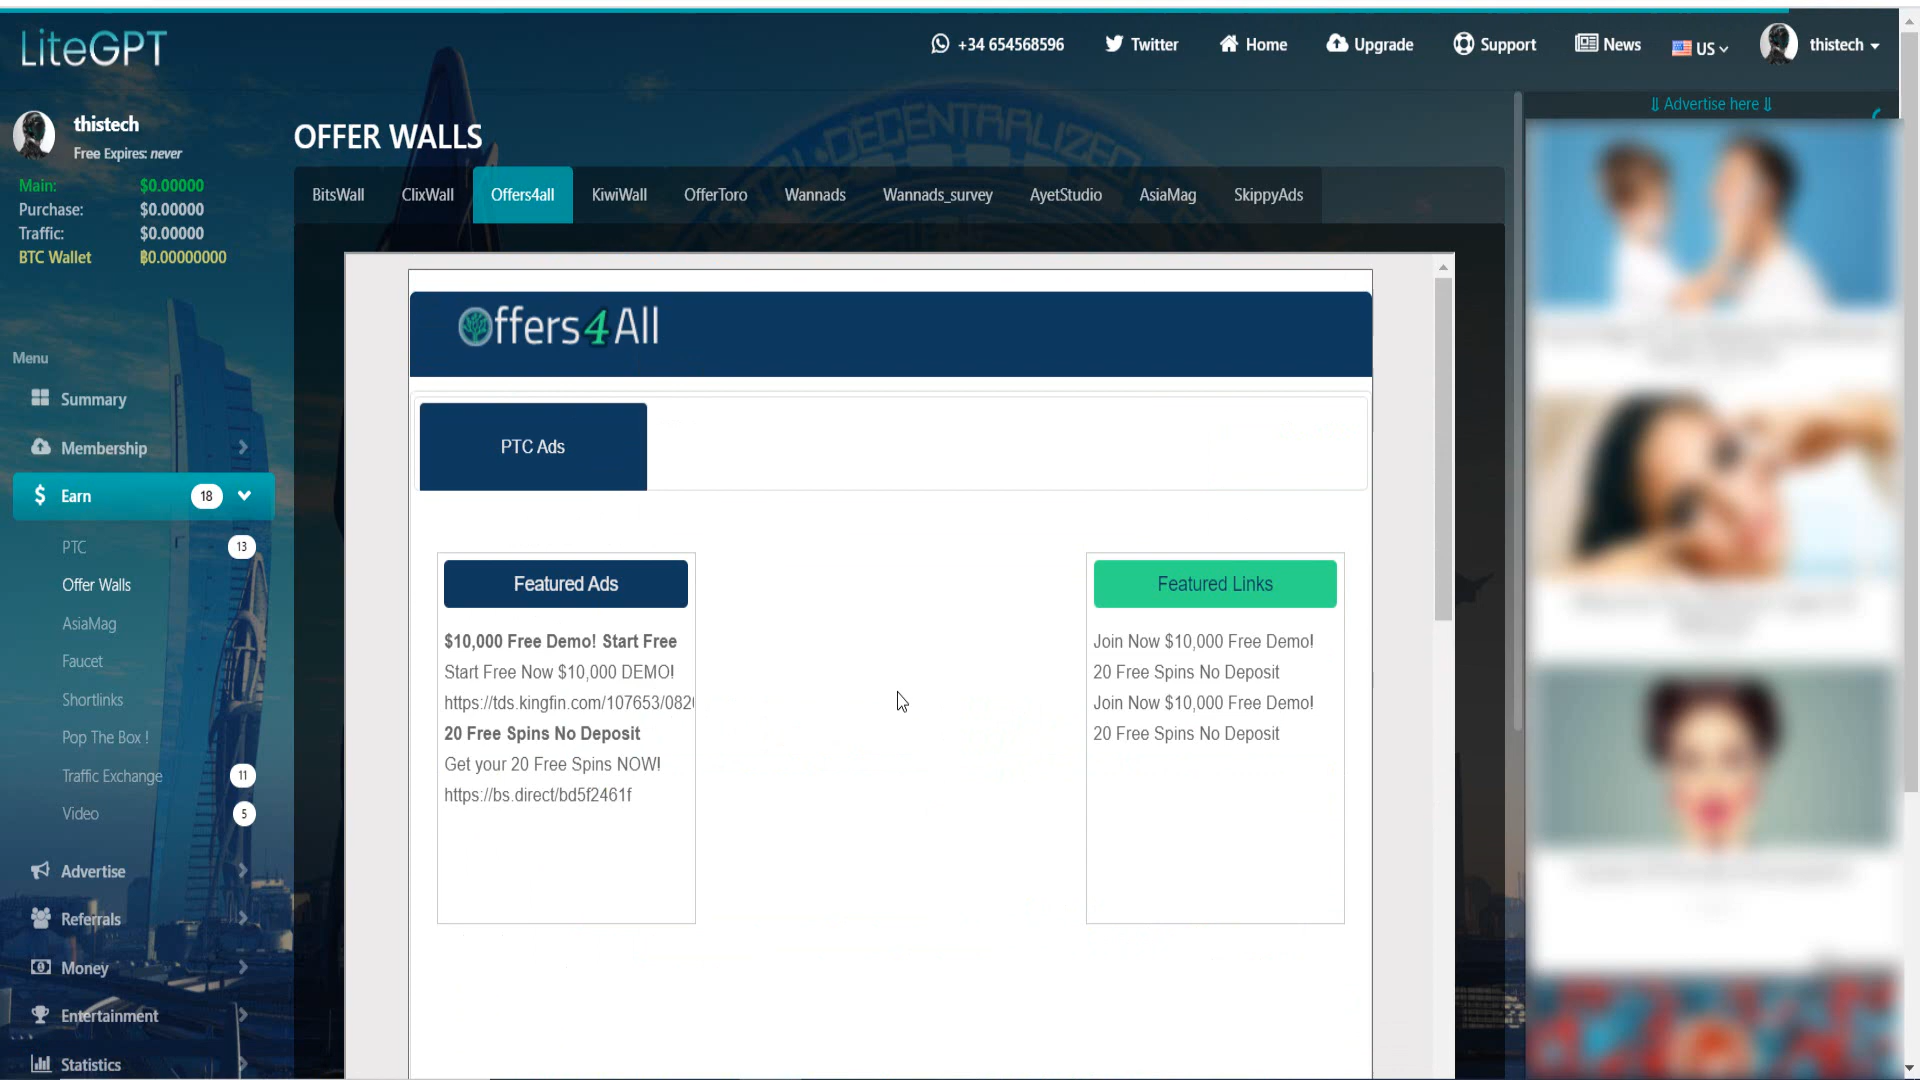 LiteGPT
+34 654568596
Twitter
Home
Upgrade
Support
News
US
thistech
thistech
Free Expires: never
Main: $0.00000
Purchase: $0.00000
Traffic: $0.00000
BTC Wallet ฿0.00000000
Menu
Summary
Membership
Earn 18
PTC 13
Offer Walls
AsiaMag
Faucet
Shortlinks
Pop The Box !
Traffic Exchange 11
Video 5
Advertise
Referrals
Money
Entertainment
Statistics
OFFER WALLS
DECENTRALIZED
BitsWall
ClixWall
Offers4all
KiwiWall
OfferToro
Wannads
Wannads_survey
AyetStudio
AsiaMag
SkippyAds
Offers4All
PTC Ads
Featured Ads
$10,000 Free Demo! Start Free
Start Free Now $10,000 DEMO!
https://tds.kingfin.com/107653/082
20 Free Spins No Deposit
Get your 20 Free Spins NOW!
https://bs.direct/bd5f2461f
Featured Links
Join Now $10,000 Free Demo!
20 Free Spins No Deposit
Join Now $10,000 Free Demo!
20 Free Spins No Deposit
⇓ Advertise here ⇓